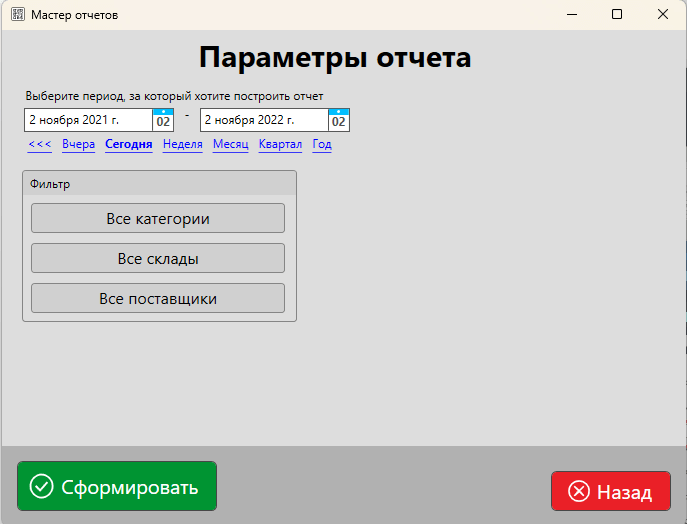 Мастер отчетов
Параметры отчета
Выберите период, за который хотите построить отчет
2 ноября 2021 г. 02 - 2 ноября 2022 г. 02
<<< Вчера Сегодня Неделя Месяц Квартал Год
Фильтр
Все категории
Все склады
Все поставщики
Сформировать Назад